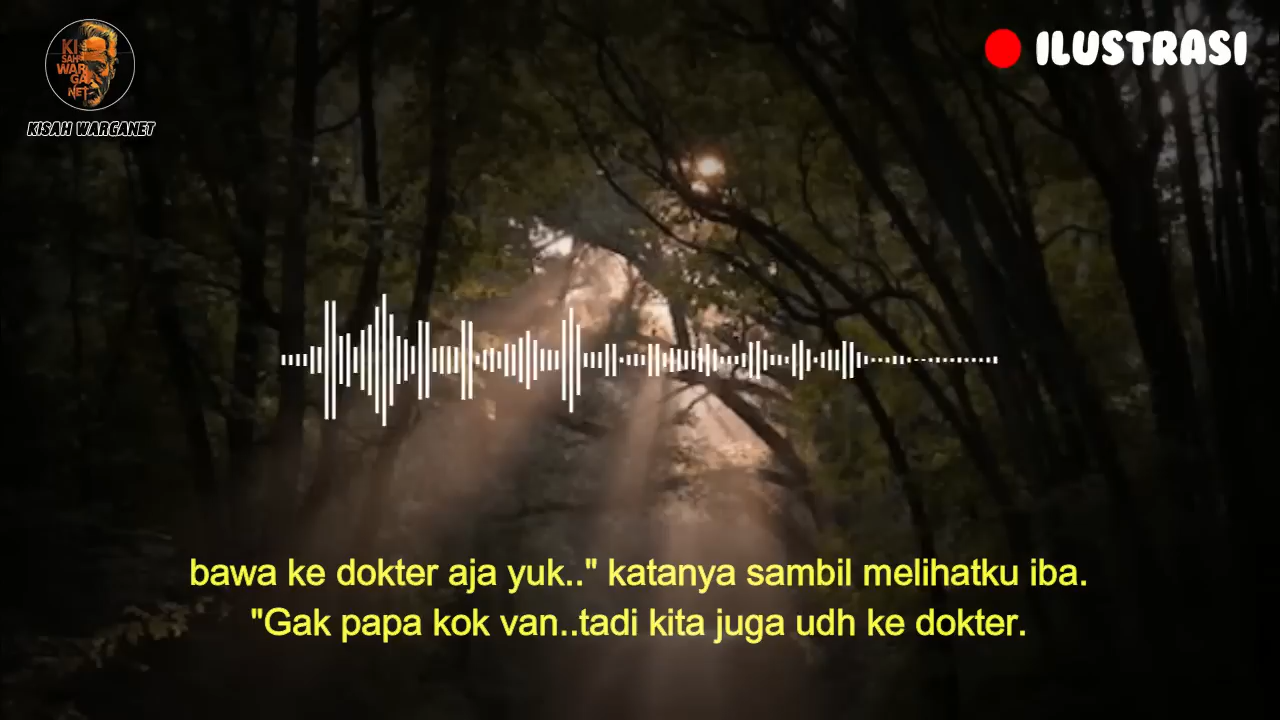 KI
SAH
WAR
GA
NET
KISAH WARGANET
ILUSTRASI
bawa ke dokter aja yuk.." katanya sambil melihatku iba.
"Gak papa kok van..tadi kita juga udh ke dokter.